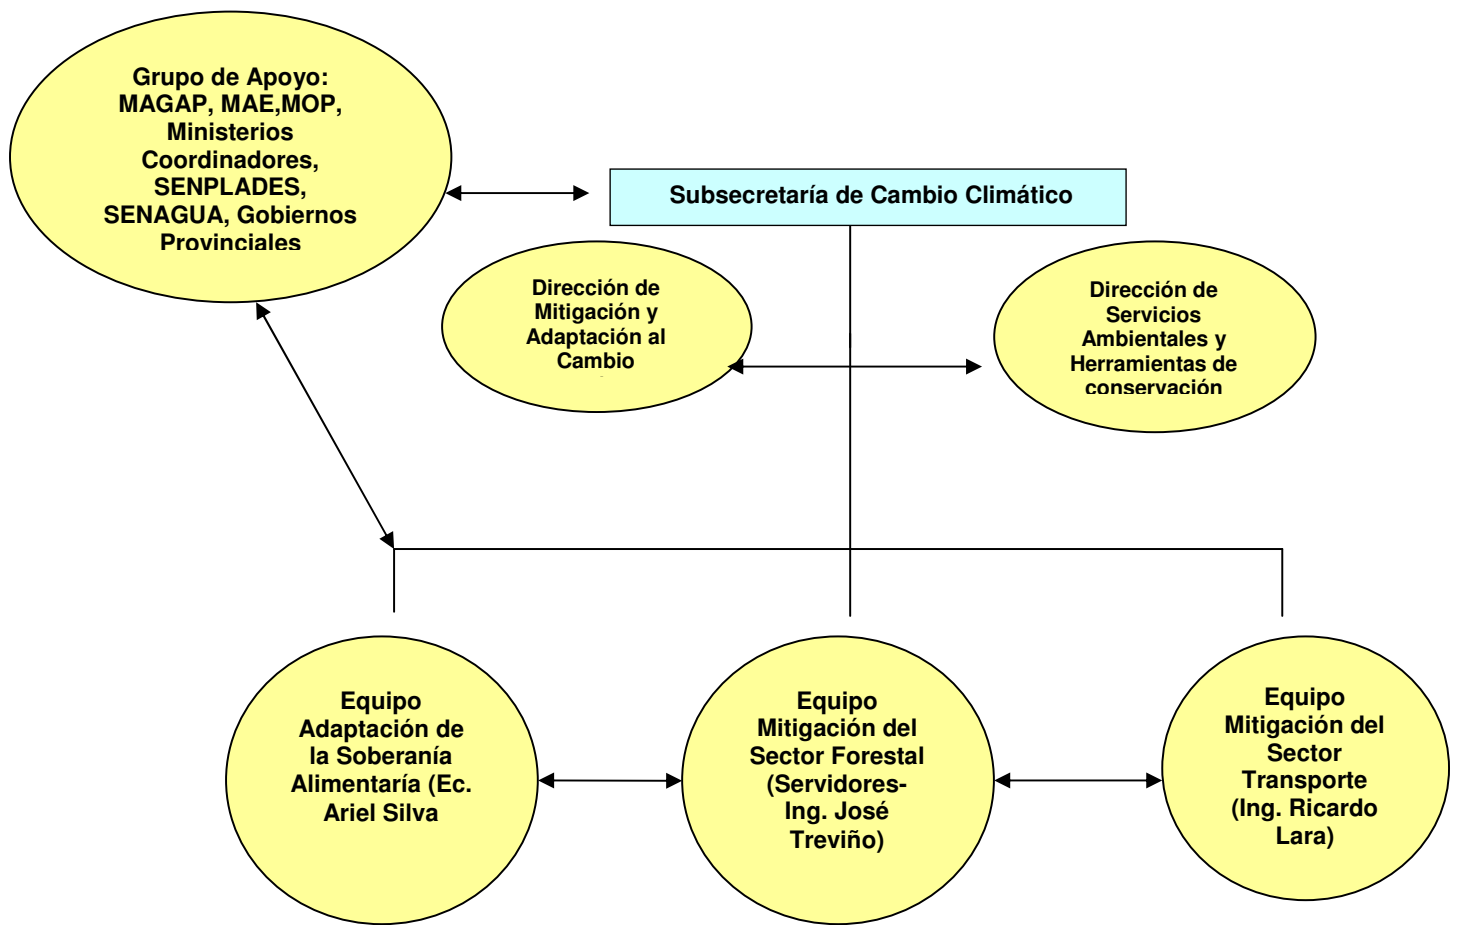 Grupo de Apoyo:
MAGAP, MAE,MOP,
Ministerios
Coordinadores,
SENPLADES,
SENAGUA, Gobiernos
Provinciales
Subsecretaría de Cambio Climático
Dirección de
Mitigación y
Adaptación al
Cambio
Dirección de
Servicios
Ambientales y
Herramientas de
conservación
Equipo
Adaptación de
la Soberanía
Alimentaría (Ec.
Ariel Silva
Equipo
Mitigación del
Sector Forestal
(Servidores-
Ing. José
Treviño)
Equipo
Mitigación del
Sector
Transporte
(Ing. Ricardo
Lara)